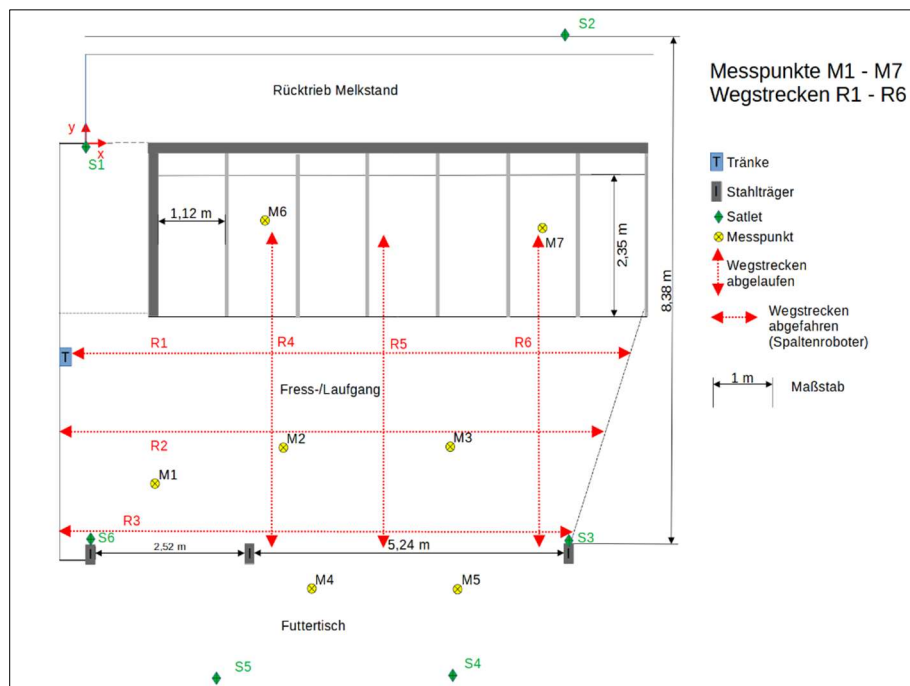 S2
Messpunkte M1 - M7
Wegstrecken R1 - R6
Rücktrieb Melkstand
y
x
S1
T Tränke
I Stahlträger
Satlet
Messpunkt
Wegstrecken
abgelaufen
Wegstrecken
abgefahren
(Spaltenroboter)
1 m
Maßstab
1,12 m
M6
M7
2,35 m
8,38 m
R1
R4
R5
R6
T
Fress-/Laufgang
R2
M2
M3
M1
R3
S6
S3
I
2,52 m
I
5,24 m
I
M4
M5
Futtertisch
S5
S4